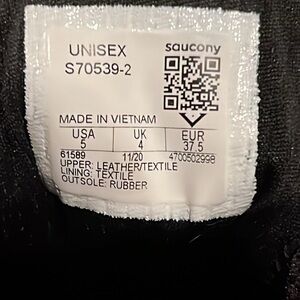 UNISEX saucony
S70539-2
MADE IN VIETNAM
USA UK EUR
5 4 37.5
61589 11/20 4700502998
UPPER: LEATHER/TEXTILE
LINING: TEXTILE
OUTSOLE: RUBBER